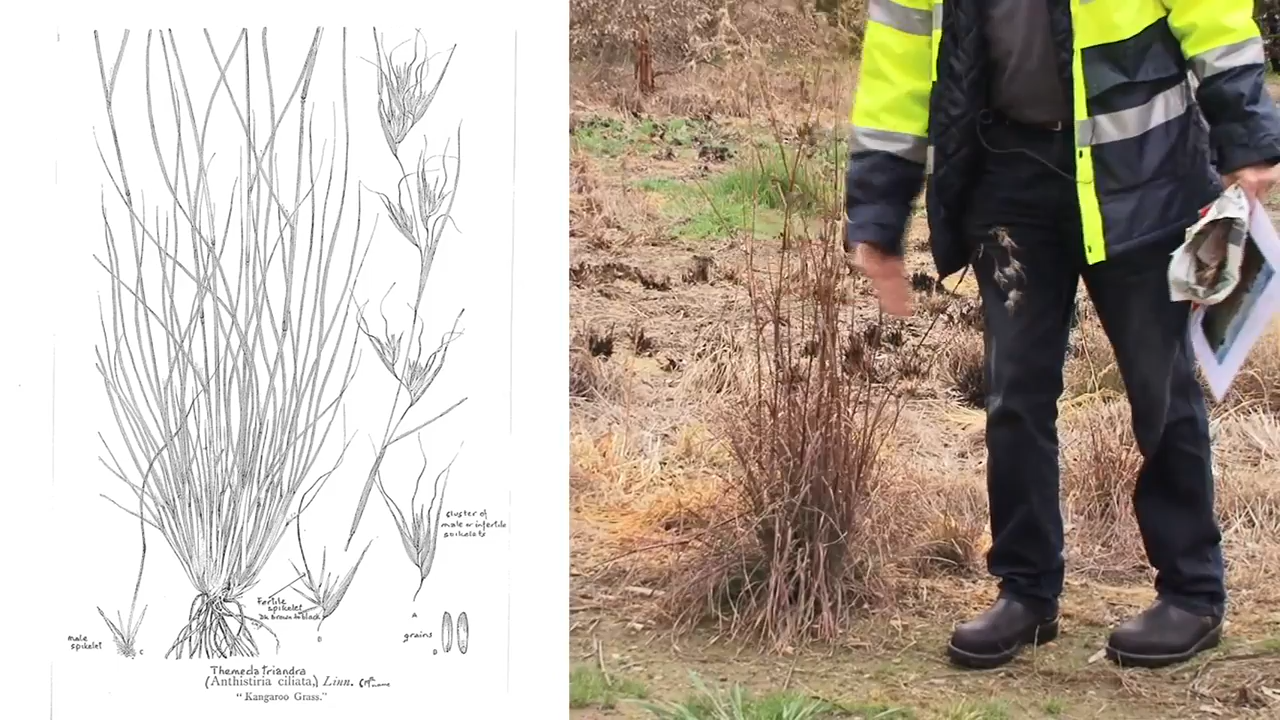 cluster of
male or infertile
spikelets
Fertile
spikelet
Dk Brown to black
A
B
grains
D
male
spikelet
C
Themeda triandra
(Anthistiria ciliata,) Linn.
name
"Kangaroo Grass."